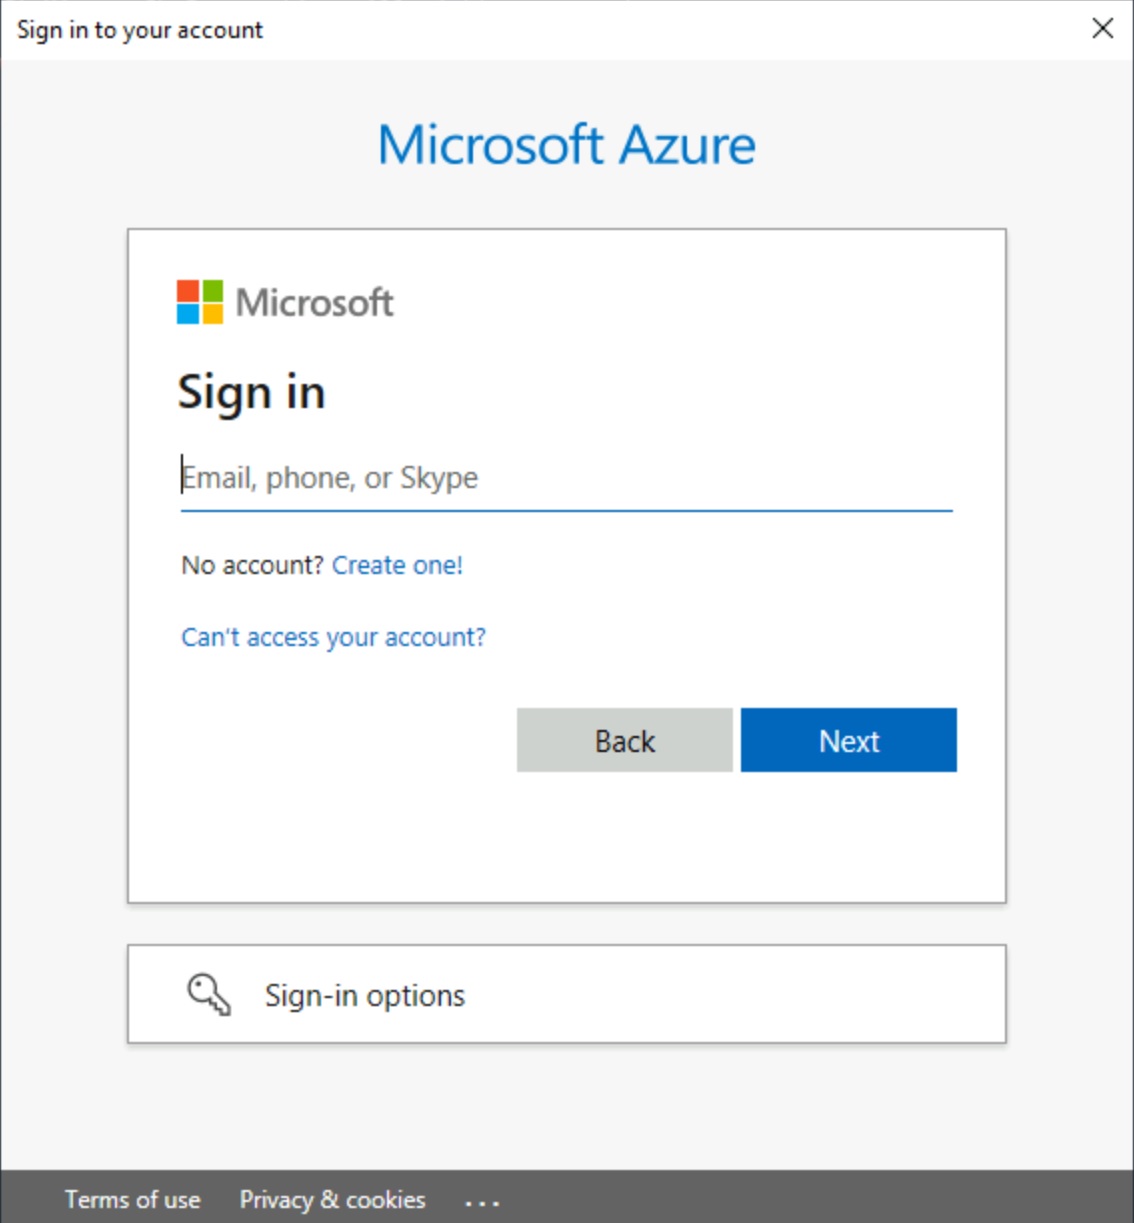 Sign in to your account
Microsoft Azure
Microsoft
Sign in
Email, phone, or Skype
No account? Create one!
Can't access your account?
Back Next
Sign-in options
Terms of use Privacy & cookies ...